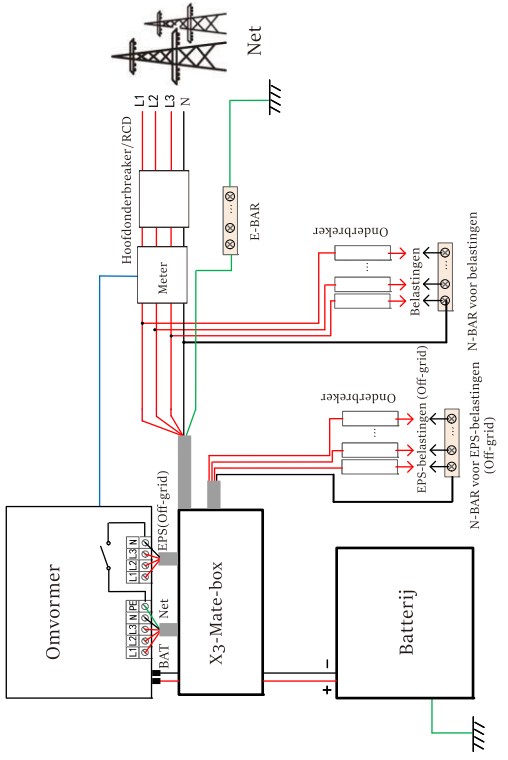 Omvormer
BAT
Net
EPS(Off-grid)
L1 L2 L3 N PE
L1 L2 L3 N
X3-Mate-box
Batterij
+
−
Meter
Hoofdonderbreaker/RCD
L1
L2
L3
N
Net
E-BAR
...
Onderbreker
...
Belastingen
...
N-BAR voor belastingen
Onderbreker
...
EPS-belastingen (Off-grid)
...
N-BAR voor EPS-belastingen
(Off-grid)